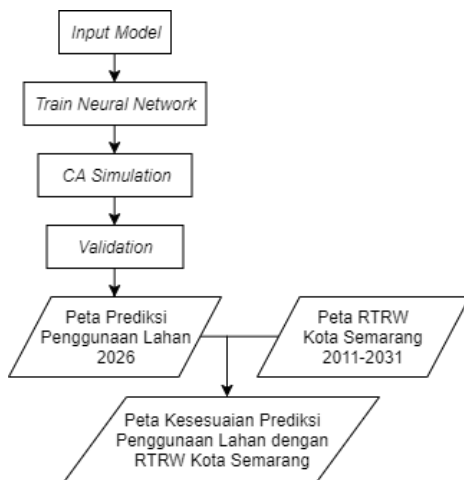 Input Model
Train Neural Network
CA Simulation
Validation
Peta Prediksi
Penggunaan Lahan
2026
Peta RTRW
Kota Semarang
2011-2031
Peta Kesesuaian Prediksi
Penggunaan Lahan dengan
RTRW Kota Semarang